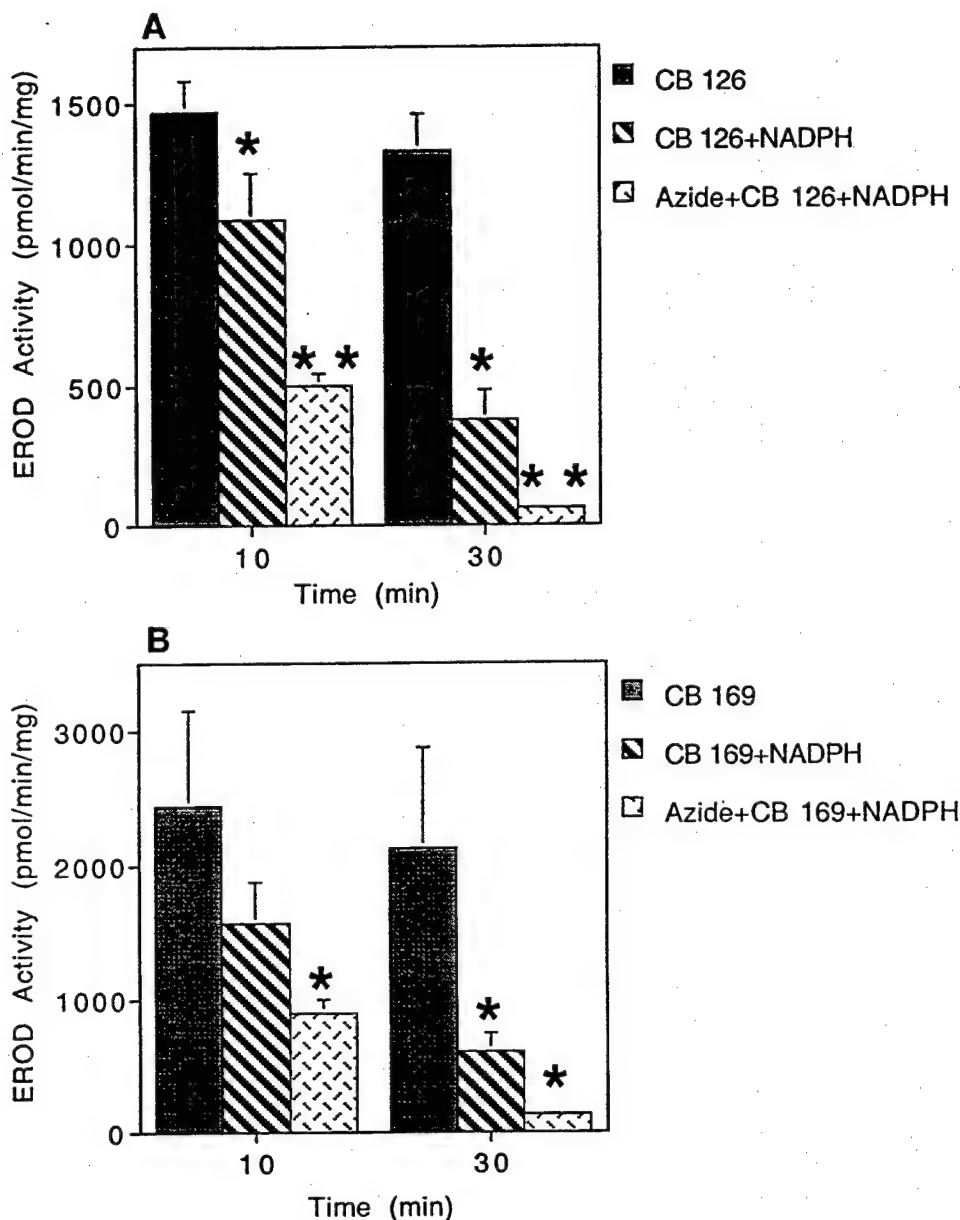 A
EROD Activity (pmol/min/mg)
1500
1000
500
0
*
* *
*
* *
10 30
Time (min)
CB 126
CB 126+NADPH
Azide+CB 126+NADPH
B
EROD Activity (pmol/min/mg)
3000
2000
1000
0
*
*
*
10 30
Time (min)
CB 169
CB 169+NADPH
Azide+CB 169+NADPH